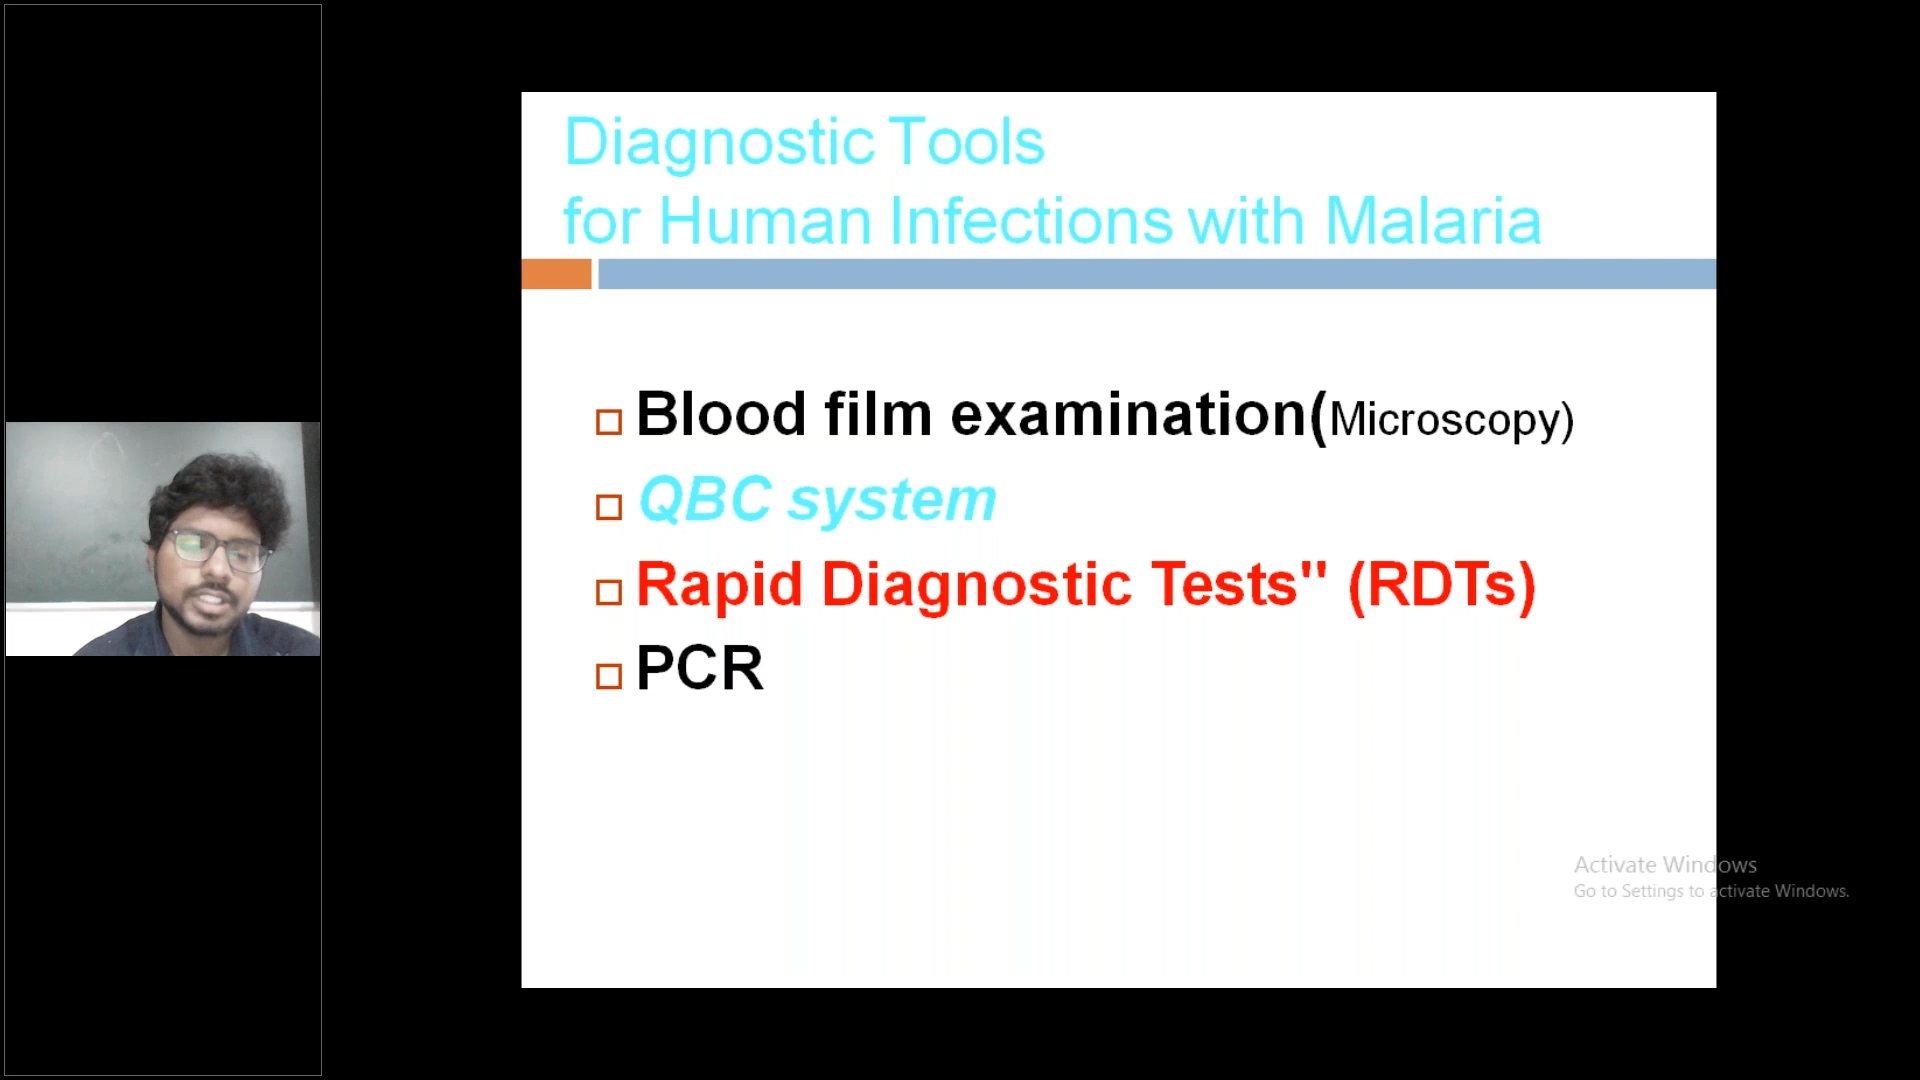 Diagnostic Tools
for Human Infections with Malaria
Blood film examination(Microscopy)
QBC system
Rapid Diagnostic Tests" (RDTs)
PCR
Activate Windows
Go to Settings to activate Windows.